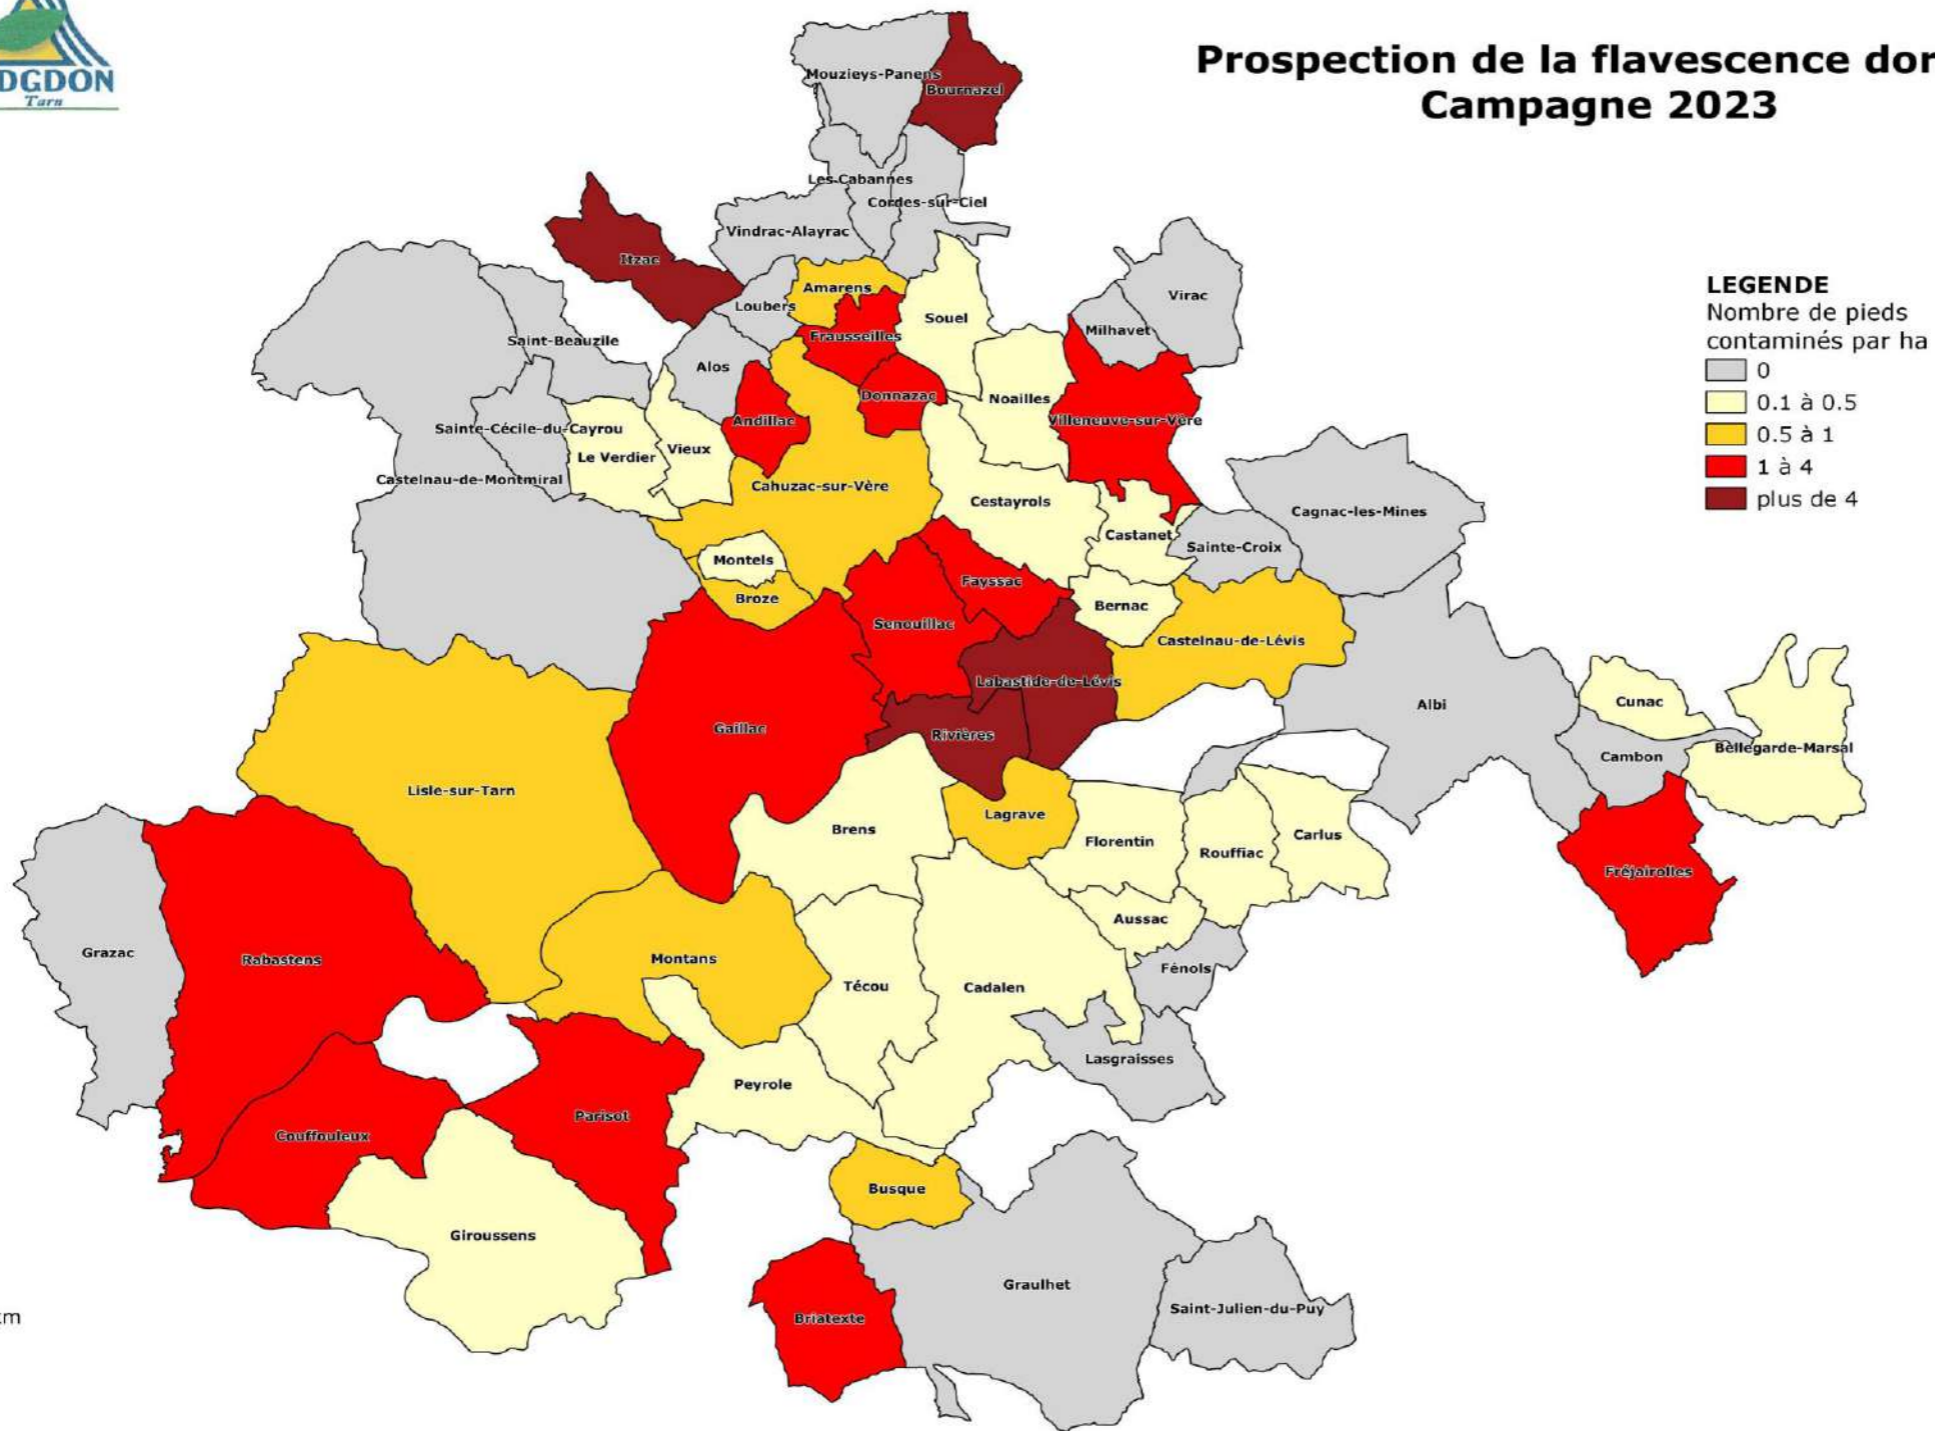 DGDON
Tarn
Prospection de la flavescence dor
Campagne 2023
LEGENDE
Nombre de pieds
contaminés par ha
0
0.1 à 0.5
0.5 à 1
1 à 4
plus de 4
Mouzieys-Panens
Bournazel
Les-Cabannes
Cordes-sur-Ciel
Vindrac-Alayrac
Itzac
Amarens
Loubers
Virac
Souel
Milhavet
Frausseilles
Saint-Beauzile
Alos
Donnazac
Noailles
Andillac
Villeneuve-sur-Vère
Sainte-Cécile-du-Cayrou
Vieux
Le Verdier
Castelnau-de-Montmiral
Cahuzac-sur-Vère
Cestayrols
Cagnac-les-Mines
Castanet
Sainte-Croix
Montels
Fayssac
Broze
Bernac
Senouillac
Castelnau-de-Lévis
Labastide-de-Lévis
Cunac
Albi
Gaillac
Rivières
Bellegarde-Marsal
Cambon
Lisle-sur-Tarn
Lagrave
Brens
Carlus
Florentin
Rouffiac
Fréjairolles
Aussac
Grazac
Rabastens
Montans
Fénols
Técou
Cadalen
Lasgraisses
Peyrole
Parisot
Couffouleux
Busque
Giroussens
Graulhet
Saint-Julien-du-Puy
Briatexte